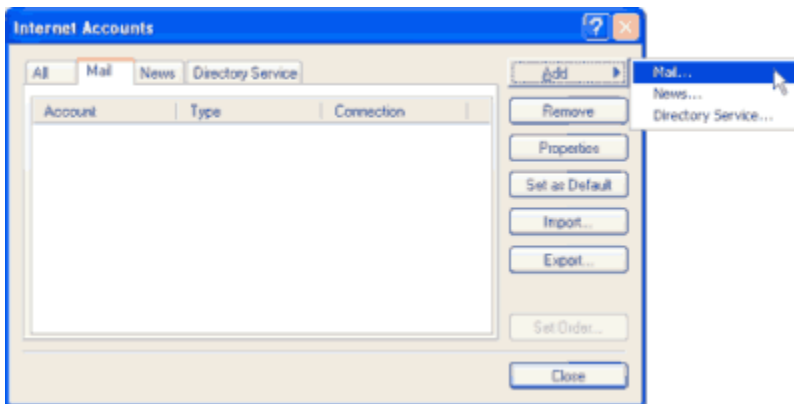 Internet Accounts
All Mail News Directory Service
Account Type Connection
Add
Mail...
News...
Directory Service...
Remove
Properties
Set as Default
Import...
Export...
Set Order...
Close